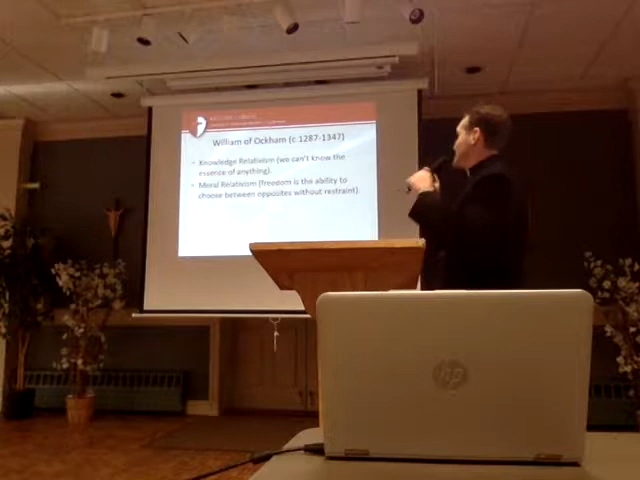 William of Ockham (c.1287-1347)
• Knowledge Relativism (we can't know the
essence of anything).
• Moral Relativism (freedom is the ability to
choose between opposites without restraint).
hp